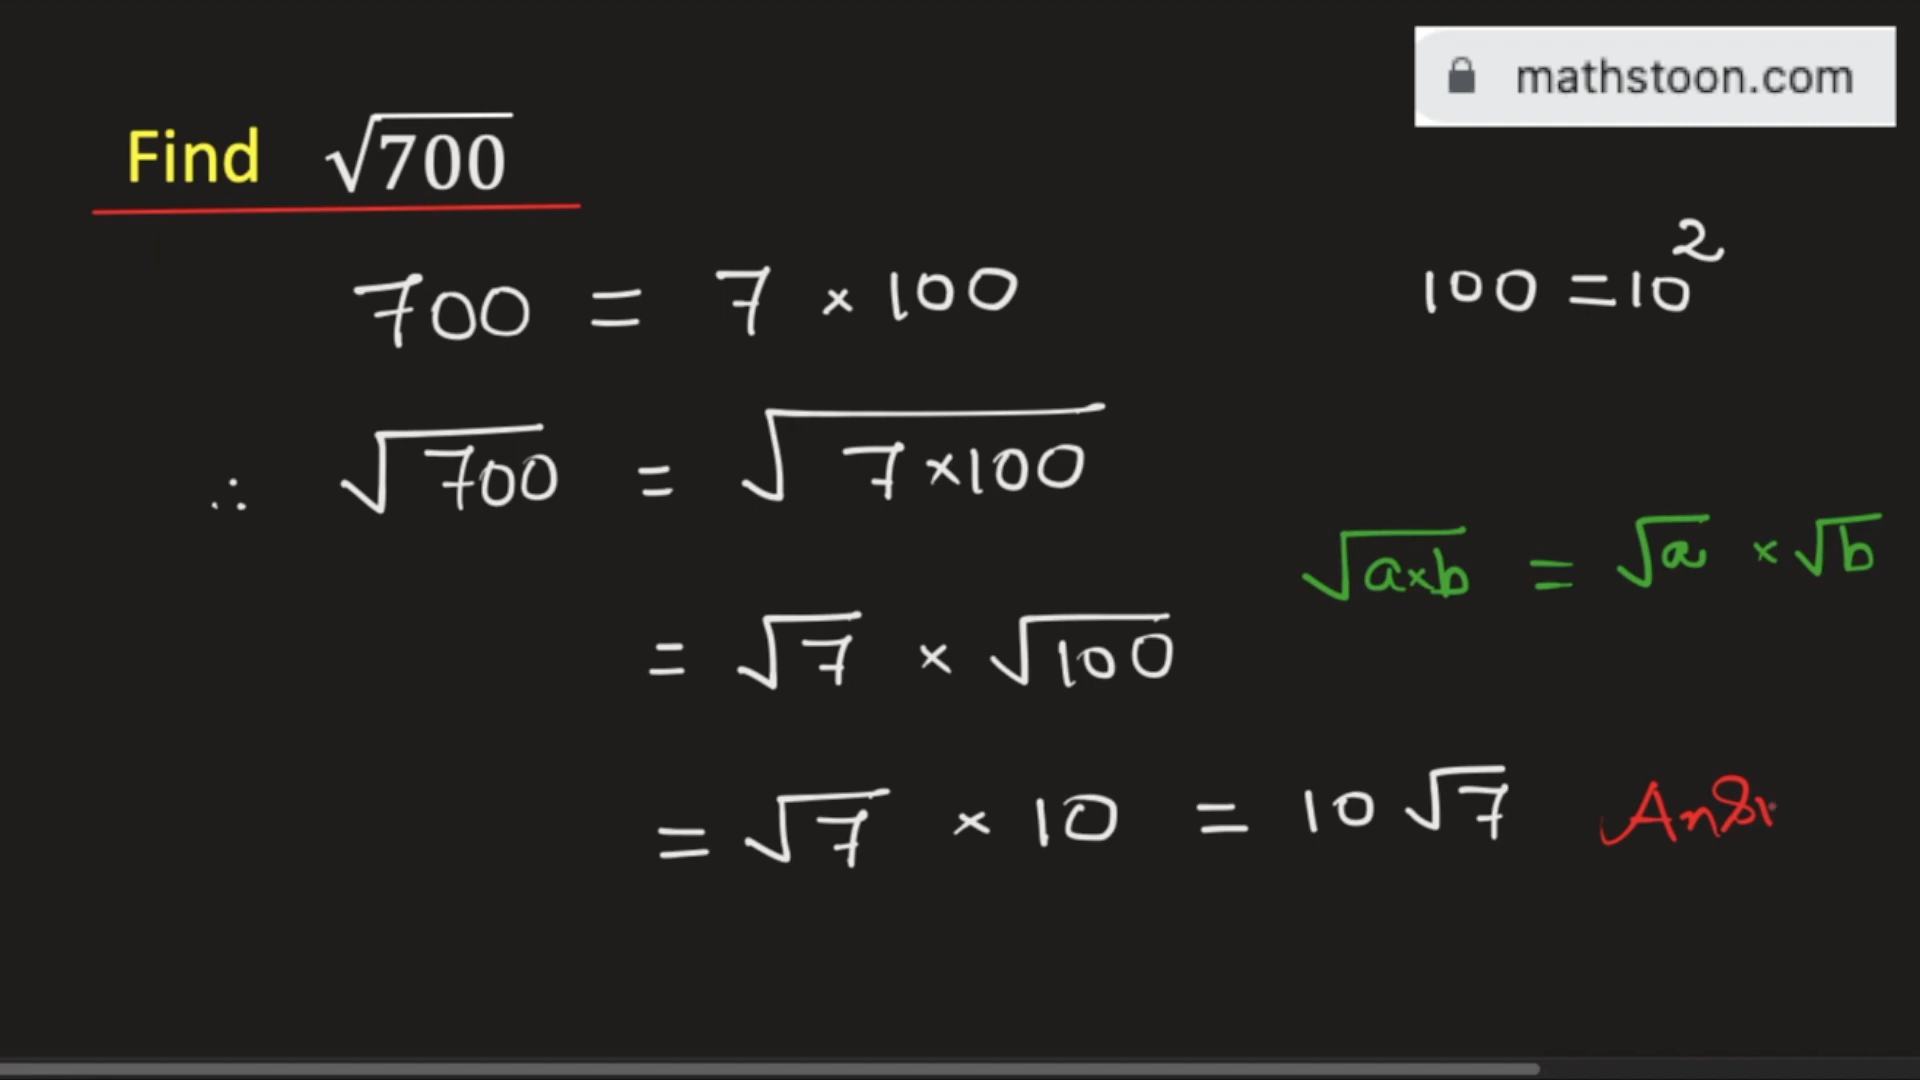 mathstoon.com
Find √700
700 = 7 × 100
100 = 10²
∴ √700 = √7×100
√a×b = √a × √b
= √7 × √100
= √7 × 10 = 10√7 Ans